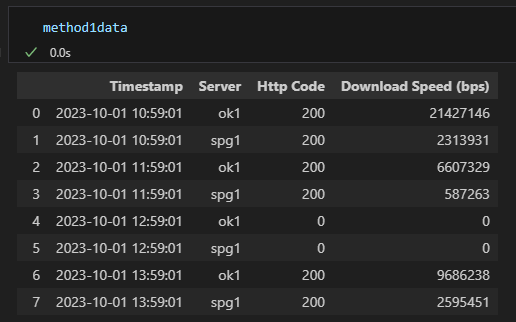 method1data
0.0s
Timestamp Server Http Code Download Speed (bps)
0 2023-10-01 10:59:01 ok1 200 21427146
1 2023-10-01 10:59:01 spg1 200 2313931
2 2023-10-01 11:59:01 ok1 200 6607329
3 2023-10-01 11:59:01 spg1 200 587263
4 2023-10-01 12:59:01 ok1 0 0
5 2023-10-01 12:59:01 spg1 0 0
6 2023-10-01 13:59:01 ok1 200 9686238
7 2023-10-01 13:59:01 spg1 200 2595451